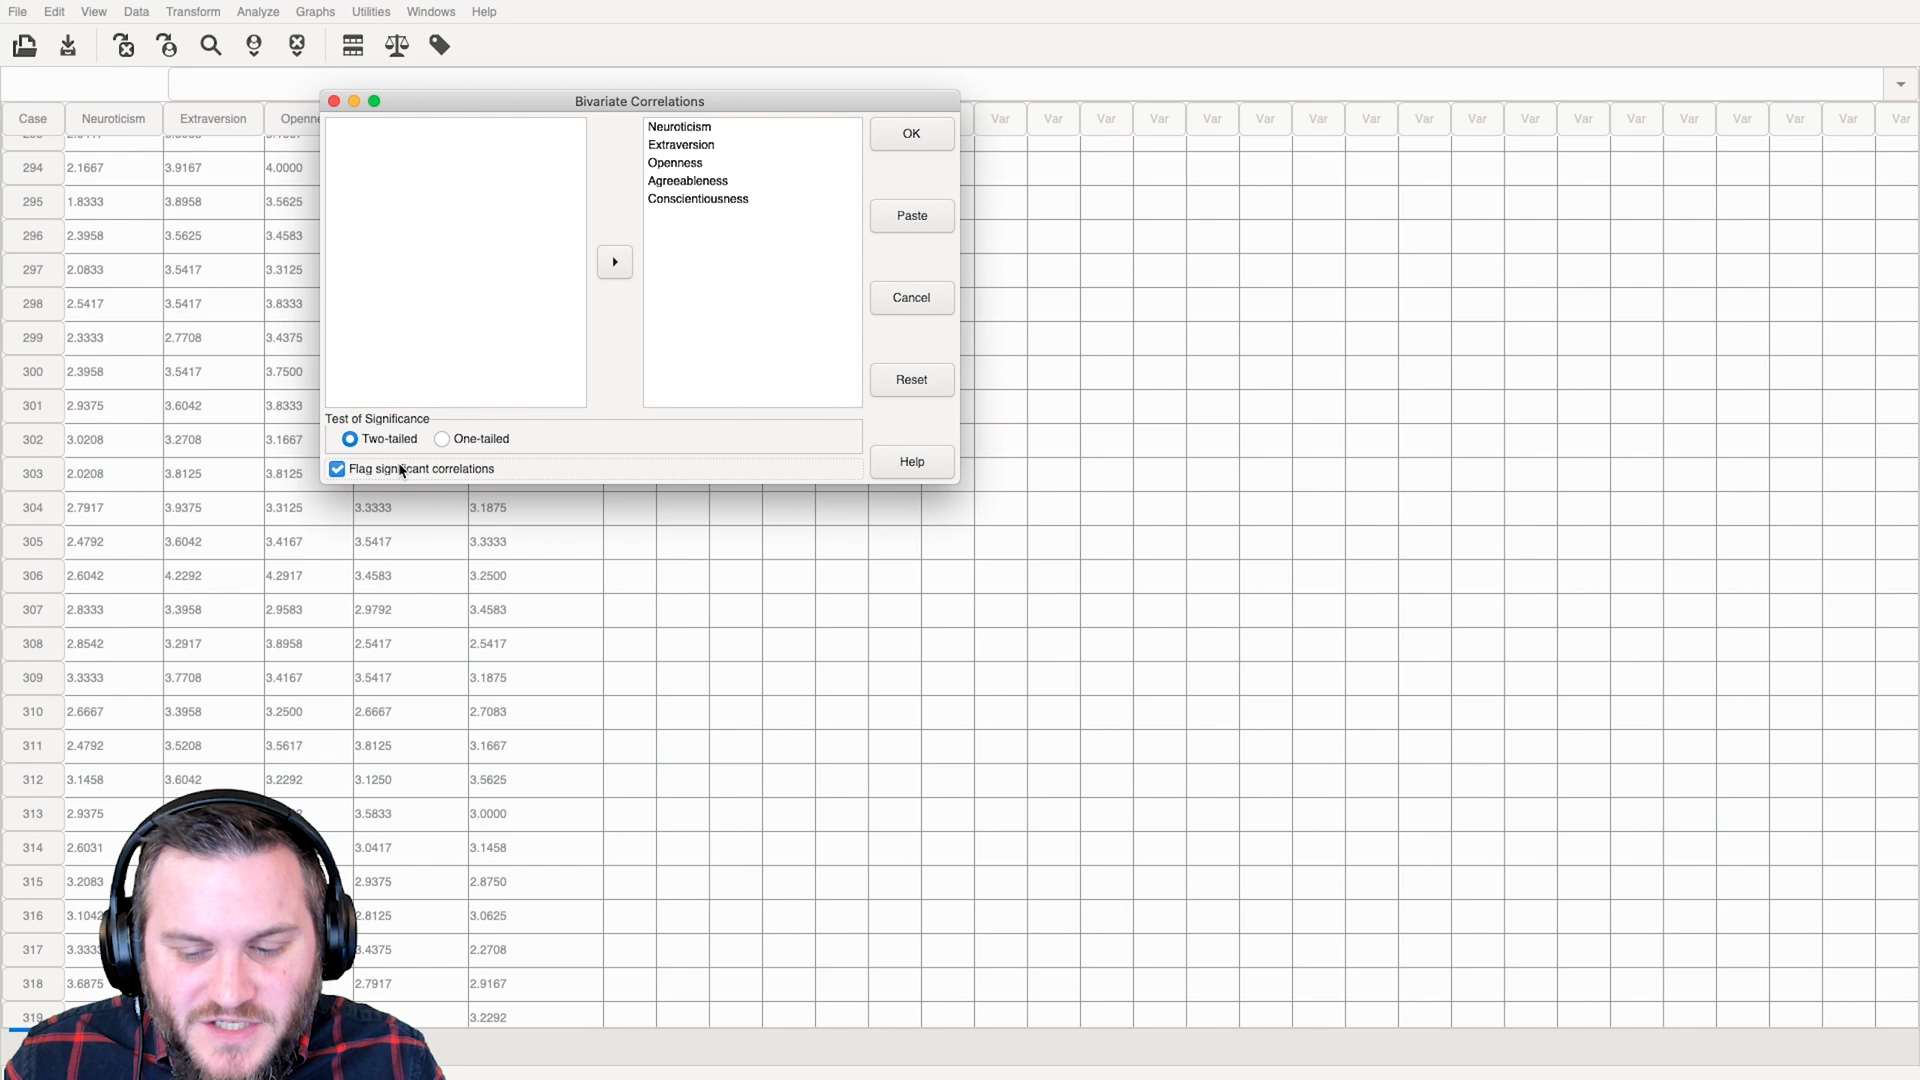 File Edit View Data Transform Analyze Graphs Utilities Windows Help
Bivariate Correlations
Neuroticism
Extraversion
Openness
Agreeableness
Conscientiousness
OK
Paste
Cancel
Reset
Help
Test of Significance
Two-tailed One-tailed
Flag significant correlations
Case Neuroticism Extraversion Var Var Var Var Var Var Var Var Var Var Var Var Var Var Var Var Var Var
294 2.1667 3.9167 4.0000
295 1.8333 3.8958 3.5625
296 2.3958 3.5625 3.4583
297 2.0833 3.5417 3.3125
298 2.5417 3.5417 3.8333
299 2.3333 2.7708 3.4375
300 2.3958 3.5417 3.7500
301 2.9375 3.6042 3.8333
302 3.0208 3.2708 3.1667
303 2.0208 3.8125 3.8125
304 2.7917 3.9375 3.3125 3.3333 3.1875
305 2.4792 3.6042 3.4167 3.5417 3.3333
306 2.6042 4.2292 4.2917 3.4583 3.2500
307 2.8333 3.3958 2.9583 2.9792 3.4583
308 2.8542 3.2917 3.8958 2.5417 2.5417
309 3.3333 3.7708 3.4167 3.5417 3.1875
310 2.6667 3.3958 3.2500 2.6667 2.7083
311 2.4792 3.5208 3.5617 3.8125 3.1667
312 3.1458 3.6042 3.2292 3.1250 3.5625
313 2.9375 3.5833 3.0000
314 2.6031 3.0417 3.1458
315 3.2083 2.9375 2.8750
316 3.1042 2.8125 3.0625
317 3.3333 3.4375 2.2708
318 3.6875 2.7917 2.9167
319 3.2292